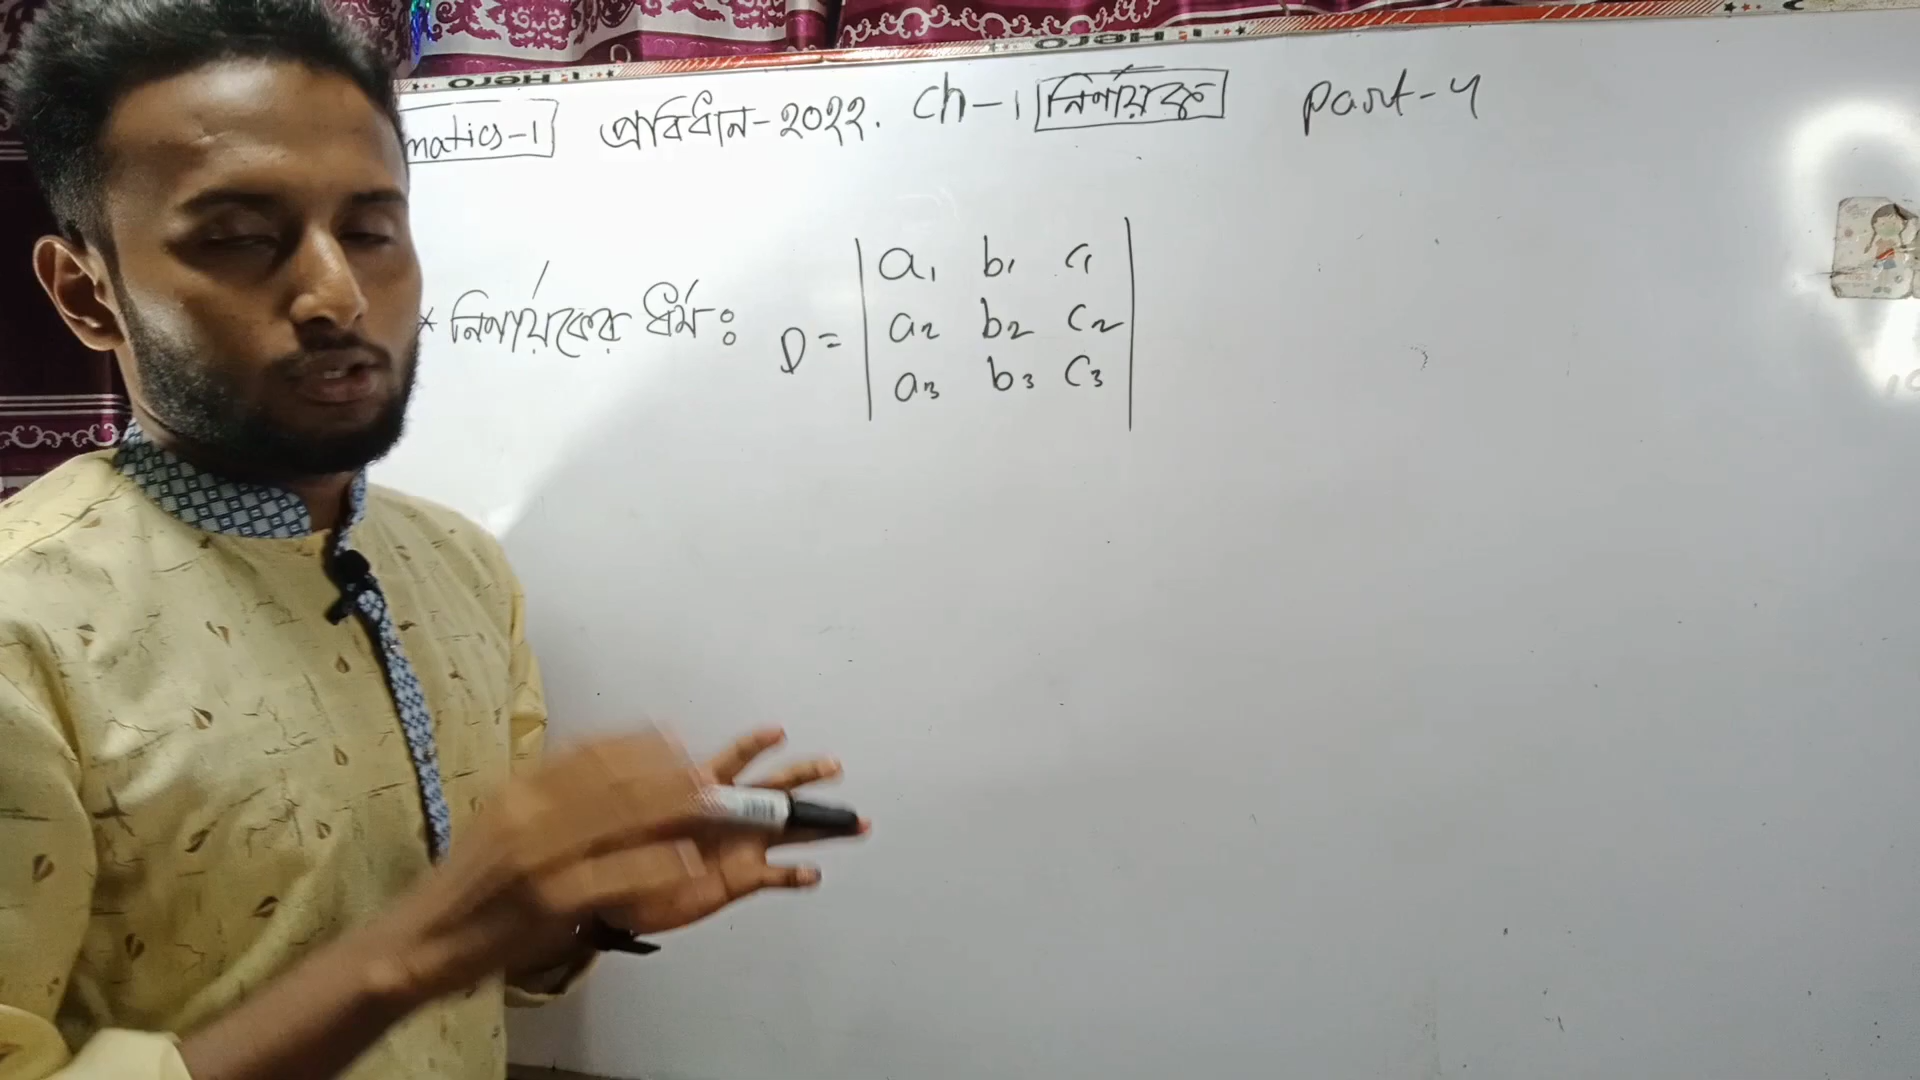 matics-1 প্রবিধান-২০২২. Ch-1 নির্ণায়ক Part-4
* নির্ণায়কের ধর্ম : D =
a₁ b₁ c₁
a₂ b₂ c₂
a₃ b₃ c₃